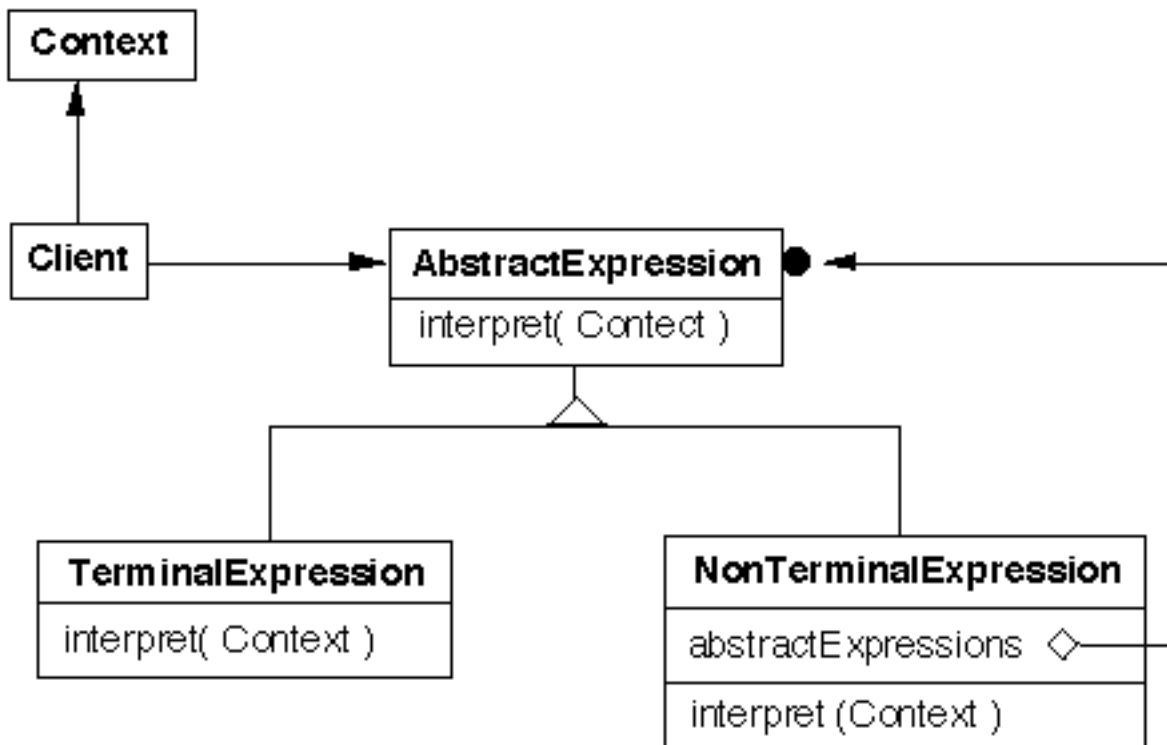 Context
Client
AbstractExpression
interpret( Contect )
TerminalExpression
interpret( Context )
NonTerminalExpression
abstractExpressions
interpret (Context )